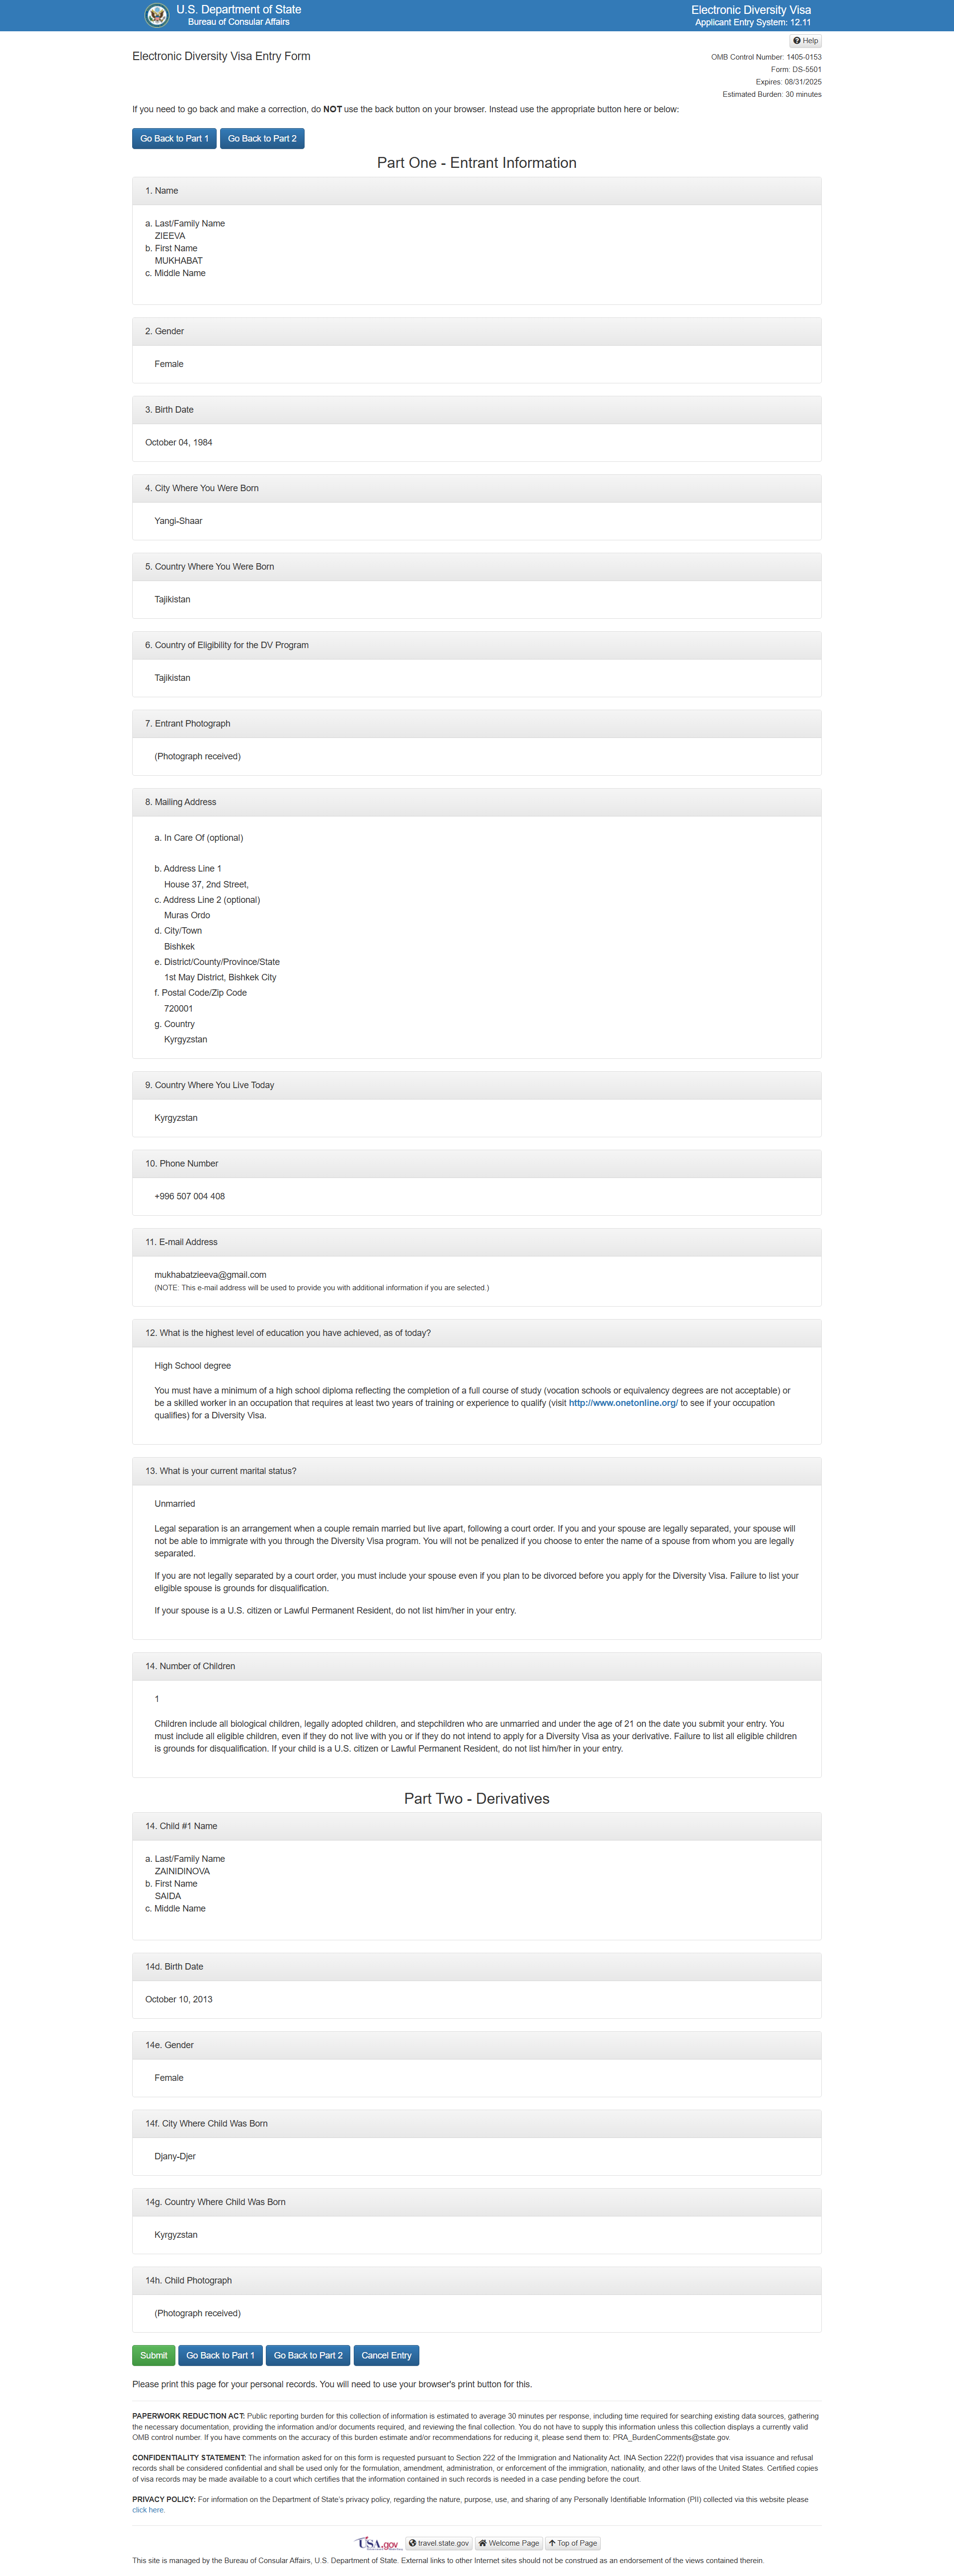 U.S. Department of State
Bureau of Consular Affairs
Electronic Diversity Visa
Applicant Entry System: 12.11
Help
Electronic Diversity Visa Entry Form
OMB Control Number: 1405-0153
Form: DS-5501
Expires: 08/31/2025
Estimated Burden: 30 minutes
If you need to go back and make a correction, do NOT use the back button on your browser. Instead use the appropriate button here or below:
Go Back to Part 1
Go Back to Part 2
Part One - Entrant Information
1. Name
a. Last/Family Name
ZIEEVA
b. First Name
MUKHABAT
c. Middle Name
2. Gender
Female
3. Birth Date
October 04, 1984
4. City Where You Were Born
Yangi-Shaar
5. Country Where You Were Born
Tajikistan
6. Country of Eligibility for the DV Program
Tajikistan
7. Entrant Photograph
(Photograph received)
8. Mailing Address
a. In Care Of (optional)
b. Address Line 1
House 37, 2nd Street,
c. Address Line 2 (optional)
Muras Ordo
d. City/Town
Bishkek
e. District/County/Province/State
1st May District, Bishkek City
f. Postal Code/Zip Code
720001
g. Country
Kyrgyzstan
9. Country Where You Live Today
Kyrgyzstan
10. Phone Number
+996 507 004 408
11. E-mail Address
mukhabatzieeva@gmail.com
(NOTE: This e-mail address will be used to provide you with additional information if you are selected.)
12. What is the highest level of education you have achieved, as of today?
High School degree
You must have a minimum of a high school diploma reflecting the completion of a full course of study (vocation schools or equivalency degrees are not acceptable) or
be a skilled worker in an occupation that requires at least two years of training or experience to qualify (visit http://www.onetonline.org/ to see if your occupation
qualifies) for a Diversity Visa.
13. What is your current marital status?
Unmarried
Legal separation is an arrangement when a couple remain married but live apart, following a court order. If you and your spouse are legally separated, your spouse will
not be able to immigrate with you through the Diversity Visa program. You will not be penalized if you choose to enter the name of a spouse from whom you are legally
separated.
If you are not legally separated by a court order, you must include your spouse even if you plan to be divorced before you apply for the Diversity Visa. Failure to list your
eligible spouse is grounds for disqualification.
If your spouse is a U.S. citizen or Lawful Permanent Resident, do not list him/her in your entry.
14. Number of Children
1
Children include all biological children, legally adopted children, and stepchildren who are unmarried and under the age of 21 on the date you submit your entry. You
must include all eligible children, even if they do not live with you or if they do not intend to apply for a Diversity Visa as your derivative. Failure to list all eligible children
is grounds for disqualification. If your child is a U.S. citizen or Lawful Permanent Resident, do not list him/her in your entry.
Part Two - Derivatives
14. Child #1 Name
a. Last/Family Name
ZAINIDINOVA
b. First Name
SAIDA
c. Middle Name
14d. Birth Date
October 10, 2013
14e. Gender
Female
14f. City Where Child Was Born
Djany-Djer
14g. Country Where Child Was Born
Kyrgyzstan
14h. Child Photograph
(Photograph received)
Submit
Go Back to Part 1
Go Back to Part 2
Cancel Entry
Please print this page for your personal records. You will need to use your browser's print button for this.
PAPERWORK REDUCTION ACT: Public reporting burden for this collection of information is estimated to average 30 minutes per response, including time required for searching existing data sources, gathering
the necessary documentation, providing the information and/or documents required, and reviewing the final collection. You do not have to supply this information unless this collection displays a currently valid
OMB control number. If you have comments on the accuracy of this burden estimate and/or recommendations for reducing it, please send them to: PRA_BurdenComments@state.gov.
CONFIDENTIALITY STATEMENT: The information asked for on this form is requested pursuant to Section 222 of the Immigration and Nationality Act. INA Section 222(f) provides that visa issuance and refusal
records shall be considered confidential and shall be used only for the formulation, amendment, administration, or enforcement of the immigration, nationality, and other laws of the United States. Certified copies
of visa records may be made available to a court which certifies that the information contained in such records is needed in a case pending before the court.
PRIVACY POLICY: For information on the Department of State's privacy policy, regarding the nature, purpose, use, and sharing of any Personally Identifiable Information (PII) collected via this website please
click here.
USA.gov
travel.state.gov
Welcome Page
Top of Page
This site is managed by the Bureau of Consular Affairs, U.S. Department of State. External links to other Internet sites should not be construed as an endorsement of the views contained therein.